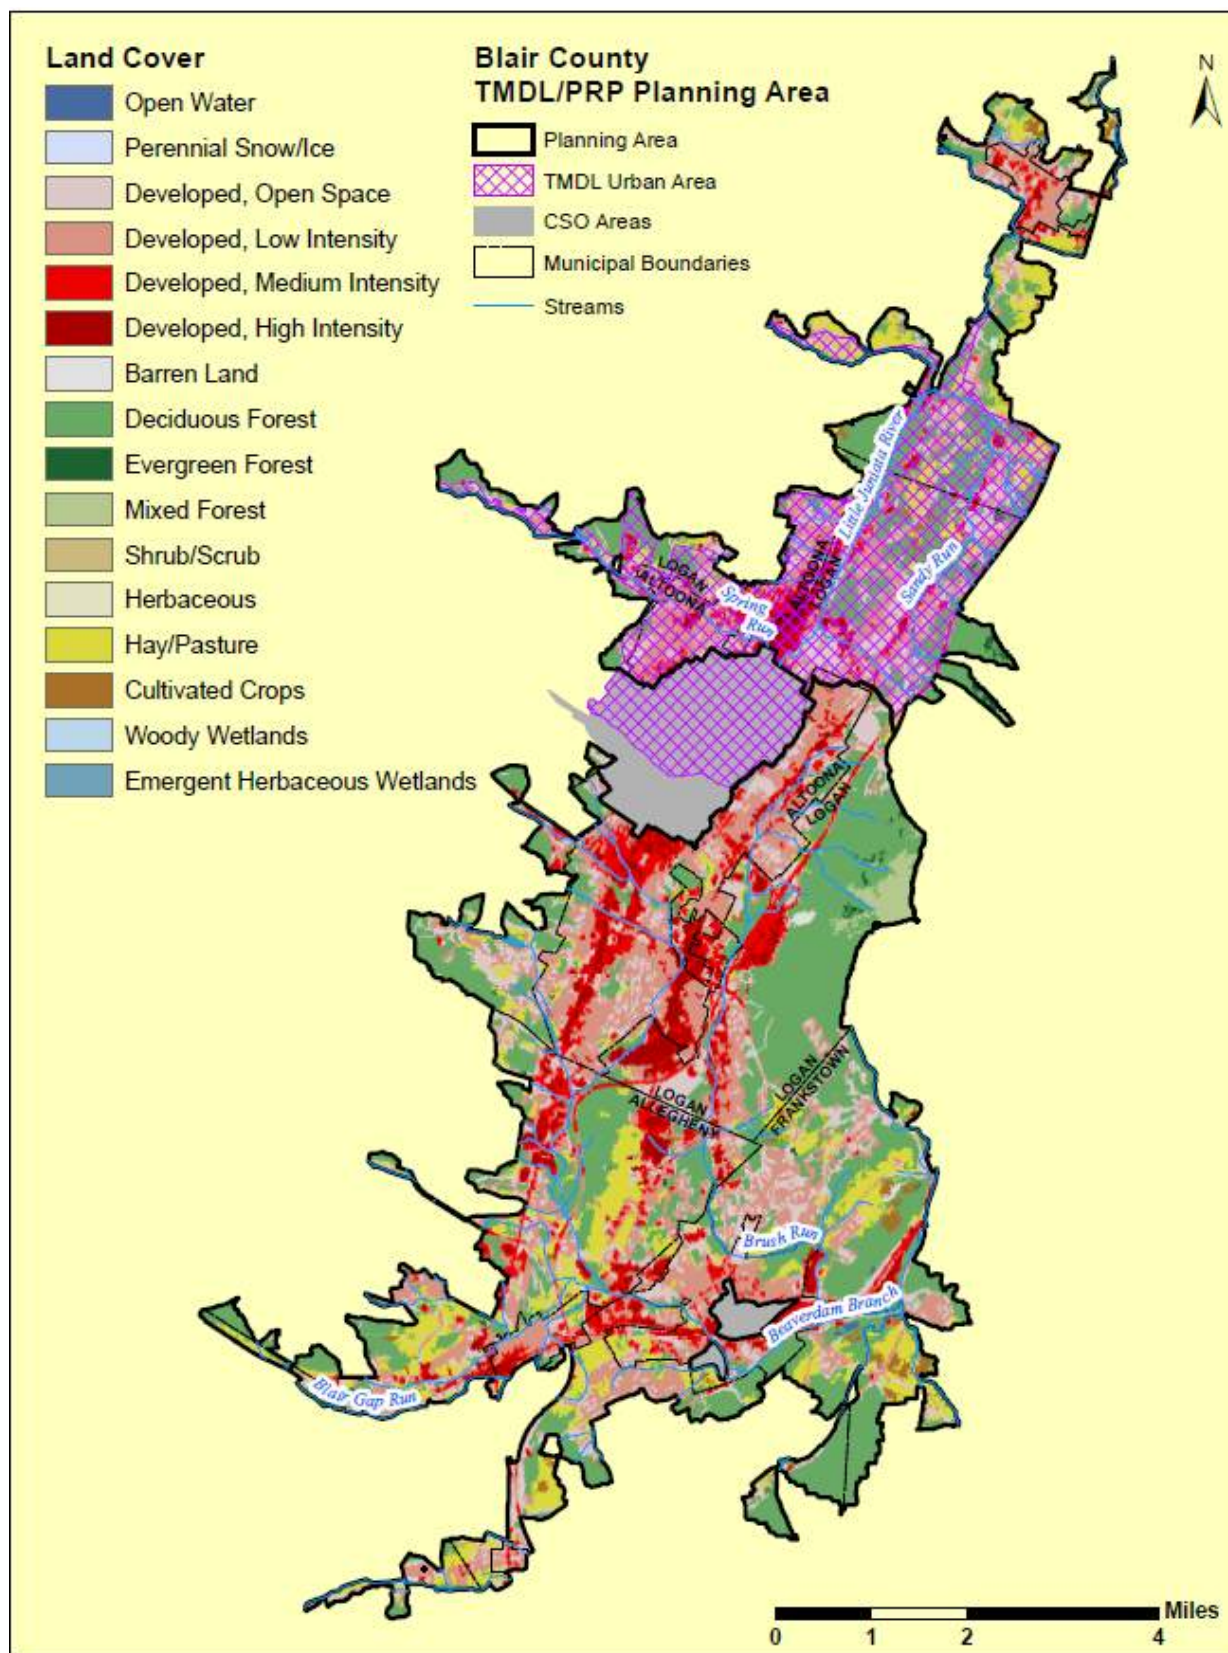 Land Cover
Open Water
Perennial Snow/Ice
Developed, Open Space
Developed, Low Intensity
Developed, Medium Intensity
Developed, High Intensity
Barren Land
Deciduous Forest
Evergreen Forest
Mixed Forest
Shrub/Scrub
Herbaceous
Hay/Pasture
Cultivated Crops
Woody Wetlands
Emergent Herbaceous Wetlands
Blair County
TMDL/PRP Planning Area
Planning Area
TMDL Urban Area
CSO Areas
Municipal Boundaries
Streams
N
Little Juniata River
LOGAN
ALTOONA
Spring
Run
ALTOONA
LOGAN
Sandy Run
ALTOONA
LOGAN
LOGAN
ALLEGHENY
LOGAN
FRANKSTOWN
Brush Run
Beaverdam Branch
Blair Gap Run
Miles
0 1 2 4